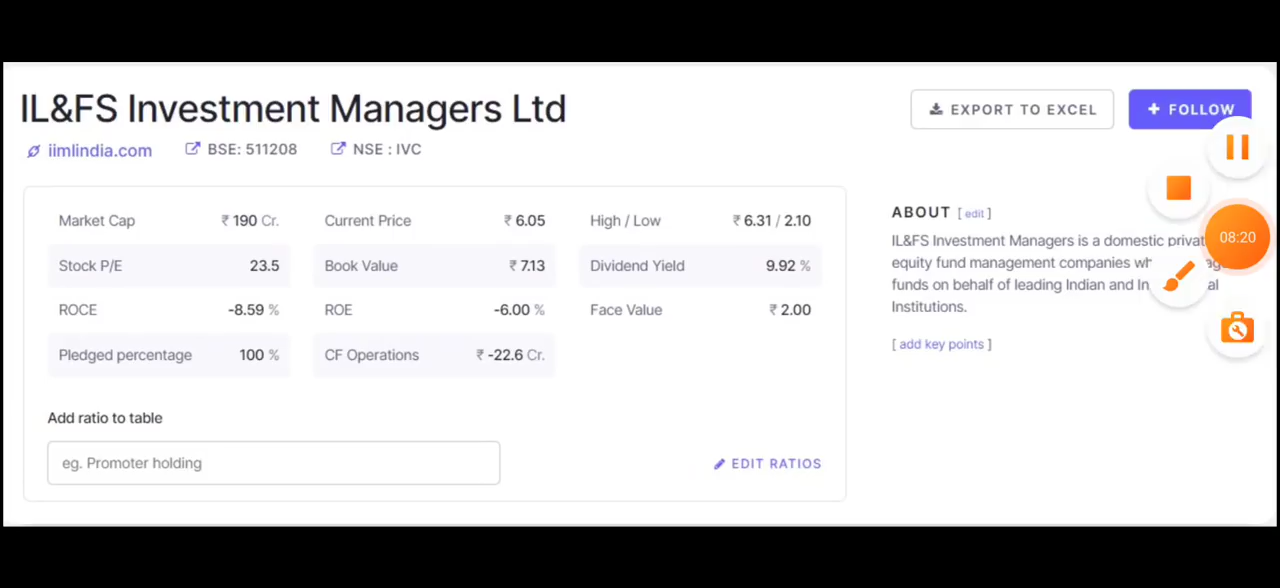 IL&FS Investment Managers Ltd
EXPORT TO EXCEL
+ FOLLOW
iimlindia.com BSE: 511208 NSE : IVC
Market Cap ₹ 190 Cr. Current Price ₹ 6.05 High / Low ₹ 6.31 / 2.10
Stock P/E 23.5 Book Value ₹ 7.13 Dividend Yield 9.92 %
ROCE -8.59 % ROE -6.00 % Face Value ₹ 2.00
Pledged percentage 100 % CF Operations ₹ -22.6 Cr.
Add ratio to table
eg. Promoter holding
EDIT RATIOS
ABOUT [ edit ]
IL&FS Investment Managers is a domestic
equity fund management companies
funds on behalf of leading Indian and
Institutions.
[ add key points ]
08:20